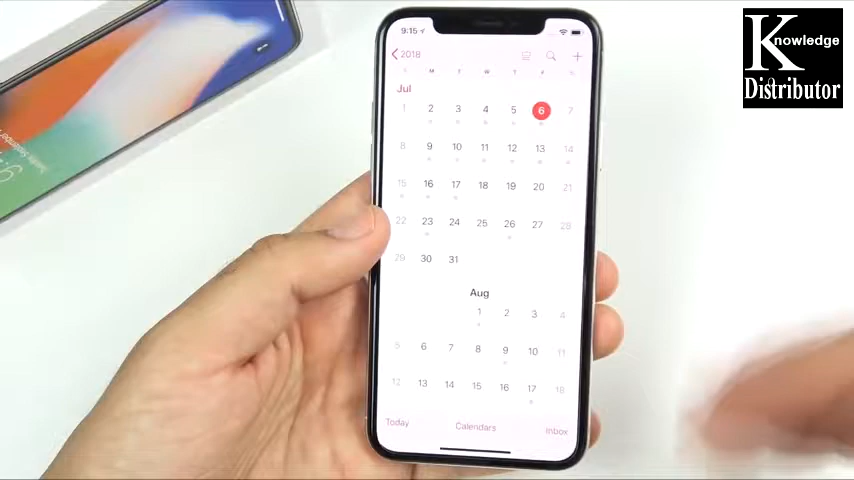 Knowledge
Distributor
9:15
2018
S M T W T F S
Jul
1 2 3 4 5 6 7
8 9 10 11 12 13 14
15 16 17 18 19 20 21
22 23 24 25 26 27 28
29 30 31
Aug
1 2 3 4
5 6 7 8 9 10 11
12 13 14 15 16 17 18
Today Calendars Inbox